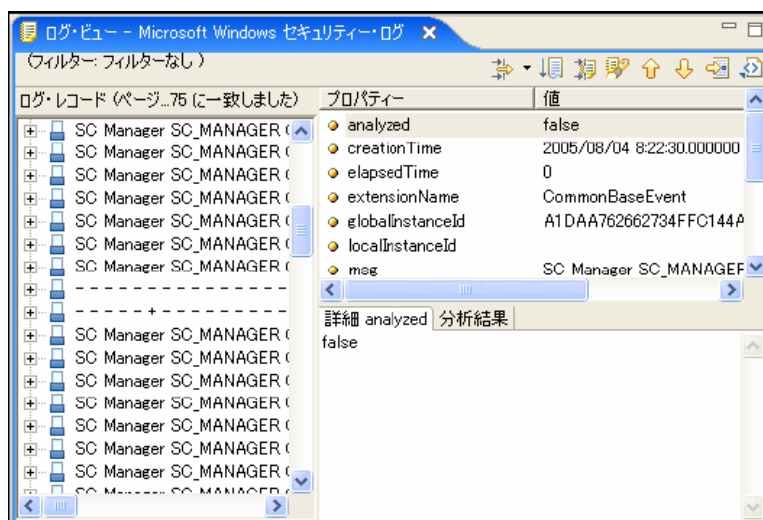 ログ・ビュー - Microsoft Windows セキュリティー・ログ
(フィルター: フィルターなし )
ログ・レコード (ページ...75 に一致しました)
SC Manager SC_MANAGER
SC Manager SC_MANAGER
SC Manager SC_MANAGER
SC Manager SC_MANAGER
SC Manager SC_MANAGER
SC Manager SC_MANAGER
SC Manager SC_MANAGER
- - - - - - - - - - - - - - - -
- - - - - + - - - - - - - - - -
SC Manager SC_MANAGER
SC Manager SC_MANAGER
SC Manager SC_MANAGER
SC Manager SC_MANAGER
SC Manager SC_MANAGER
SC Manager SC_MANAGER
SC Manager SC_MANAGER
SC Manager SC_MANAGER
プロパティー 値
analyzed false
creationTime 2005/08/04 8:22:30.000000
elapsedTime 0
extensionName CommonBaseEvent
globalInstanceId A1DAA762662734FFC144A
localInstanceId
msg SC Manager SC_MANAGER
詳細 analyzed 分析結果
false